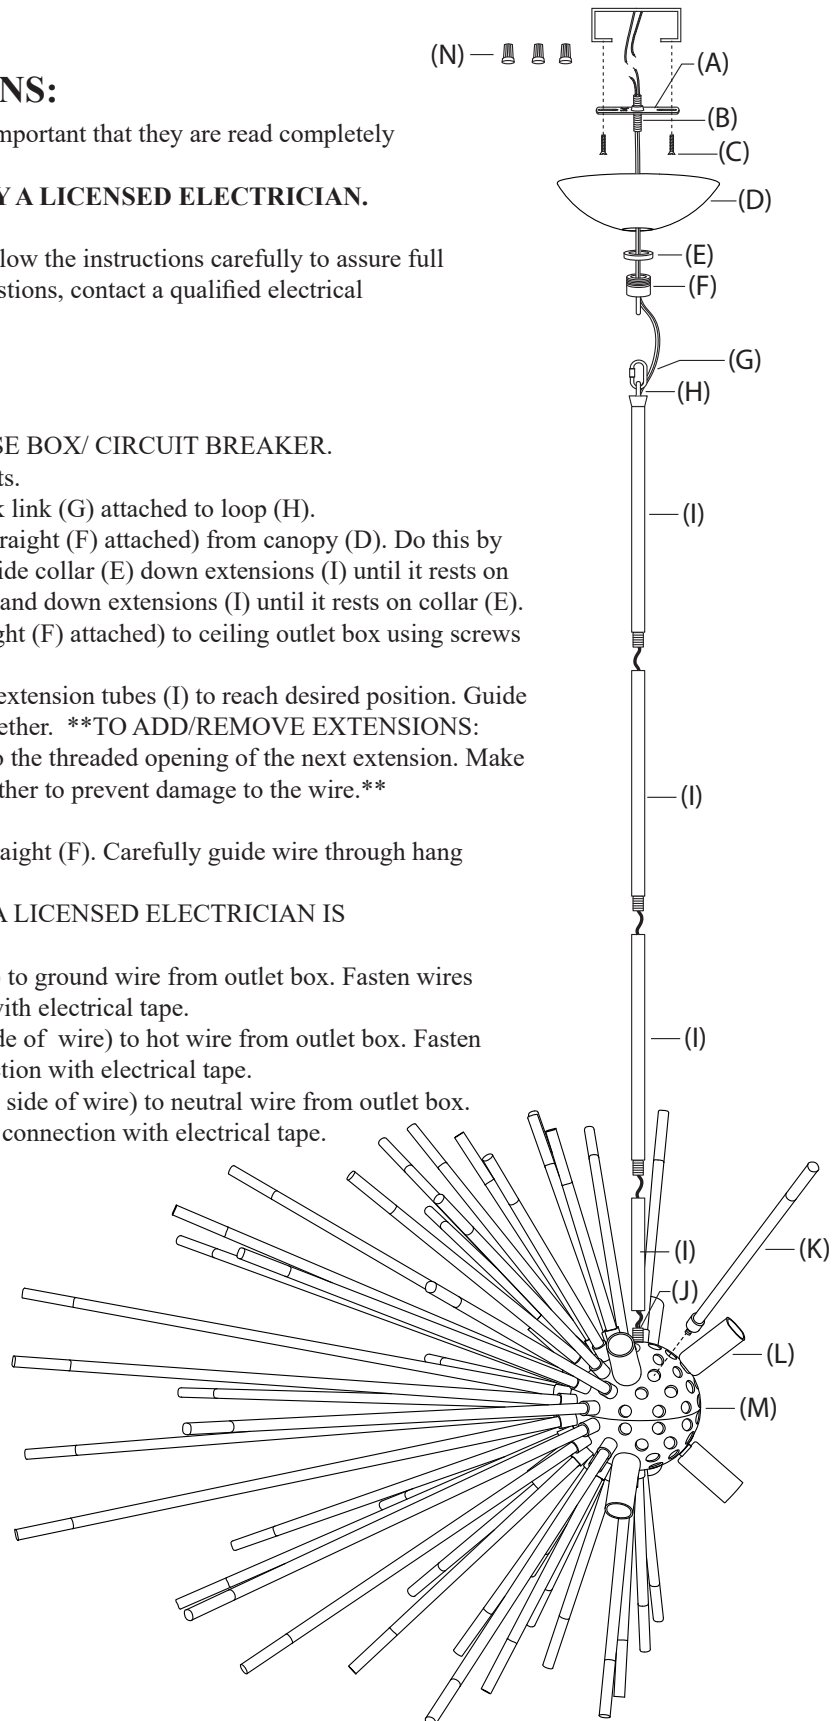 NS:
mportant that they are read completely
Y A LICENSED ELECTRICIAN.
low the instructions carefully to assure full
stions, contact a qualified electrical
SE BOX/ CIRCUIT BREAKER.
ts.
k link (G) attached to loop (H).
raight (F) attached) from canopy (D). Do this by
ide collar (E) down extensions (I) until it rests on
and down extensions (I) until it rests on collar (E).
ght (F) attached) to ceiling outlet box using screws
extension tubes (I) to reach desired position. Guide
ether. **TO ADD/REMOVE EXTENSIONS:
o the threaded opening of the next extension. Make
ther to prevent damage to the wire.**
aight (F). Carefully guide wire through hang
A LICENSED ELECTRICIAN IS
) to ground wire from outlet box. Fasten wires
with electrical tape.
de of wire) to hot wire from outlet box. Fasten
ction with electrical tape.
side of wire) to neutral wire from outlet box.
connection with electrical tape.
(N)
(A)
(B)
(C)
(D)
(E)
(F)
(G)
(H)
(I)
(I)
(I)
(I)
(K)
(J)
(L)
(M)